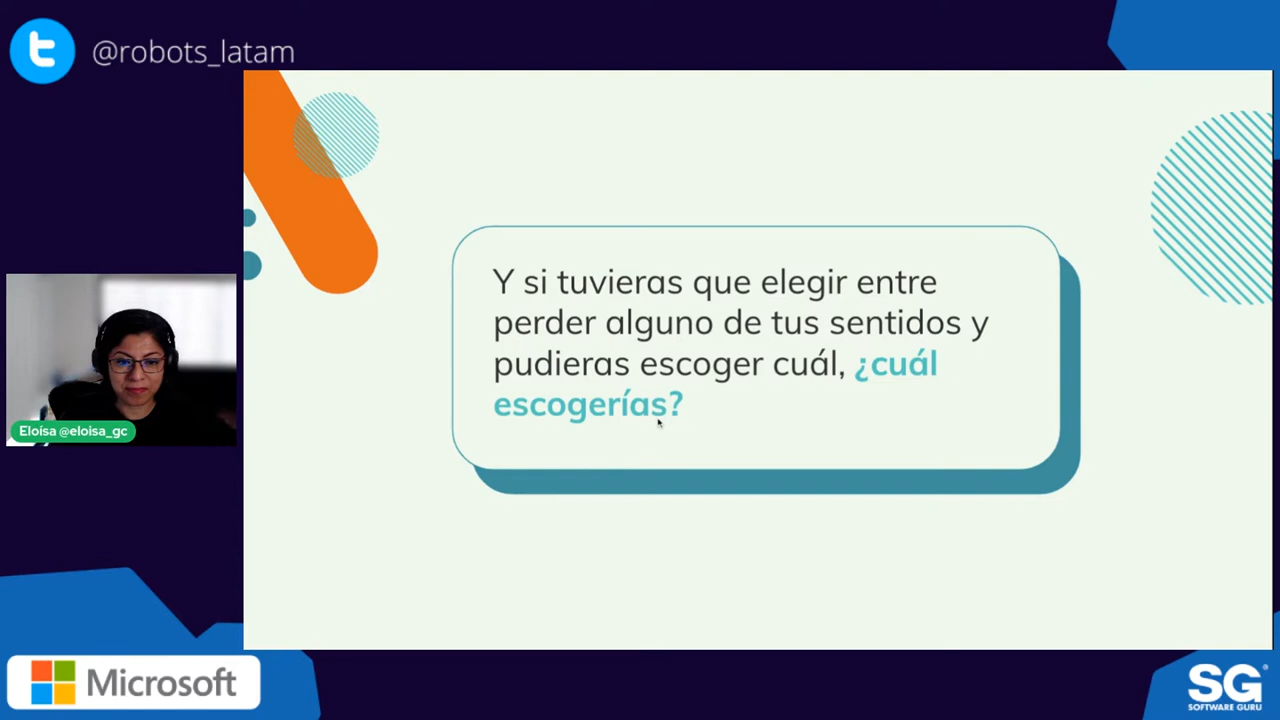 @robots_latam
Y si tuvieras que elegir entre
perder alguno de tus sentidos y
pudieras escoger cuál, ¿cuál
escogerías?
Eloísa @eloisa_gc
Microsoft
SG
SOFTWARE GURU